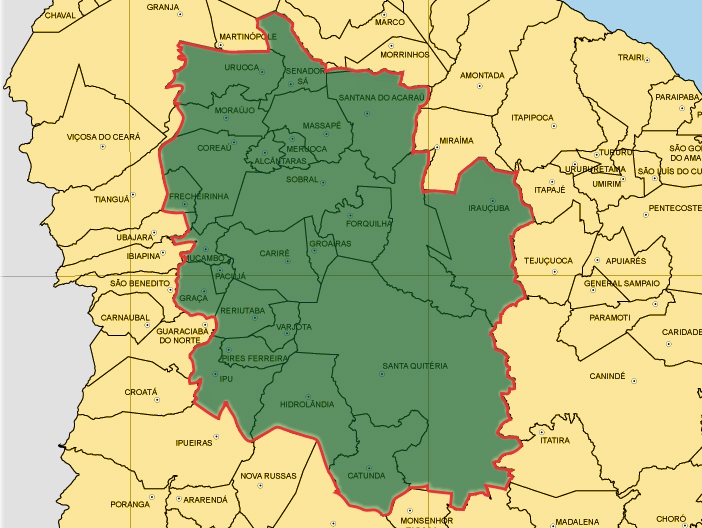 CHAVAL
GRANJA
MARTINÓPOLE
MARCO
MORRINHOS
TRAIRI
URUOCA
SENADOR
SÁ
AMONTADA
PARAIPABA
SANTANA DO ACARAÚ
MORAÚJO
ITAPIPOCA
MASSAPÊ
VIÇOSA DO CEARÁ
COREAÚ
MERUOCA
MIRAÍMA
ALCÂNTARAS
TURURU
SÃO GO
DO AMA
URUBURETAMA
SÃO LUÍS DO CU
UMIRIM
SOBRAL
ITAPAJÉ
TIANGUÁ
FRECHEIRINHA
IRAUÇUBA
PENTECOSTE
FORQUILHA
UBAJARA
GROAÍRAS
IBIAPINA
MUCAMBO
CARIRÉ
TEJUÇUOCA
APUIARÉS
PACUJÁ
SÃO BENEDITO
GENERAL SAMPAIO
GRAÇA
CARNAUBAL
RERIUTABA
PARAMOTI
GUARACIABA
DO NORTE
VARJOTA
CARIDADE
PIRES FERREIRA
SANTA QUITÉRIA
IPU
CANINDÉ
CROATÁ
HIDROLÂNDIA
IPUEIRAS
ITATIRA
NOVA RUSSAS
CATUNDA
PORANGA
ARARENDÁ
MONSENHOR
MADALENA
CHORÓ